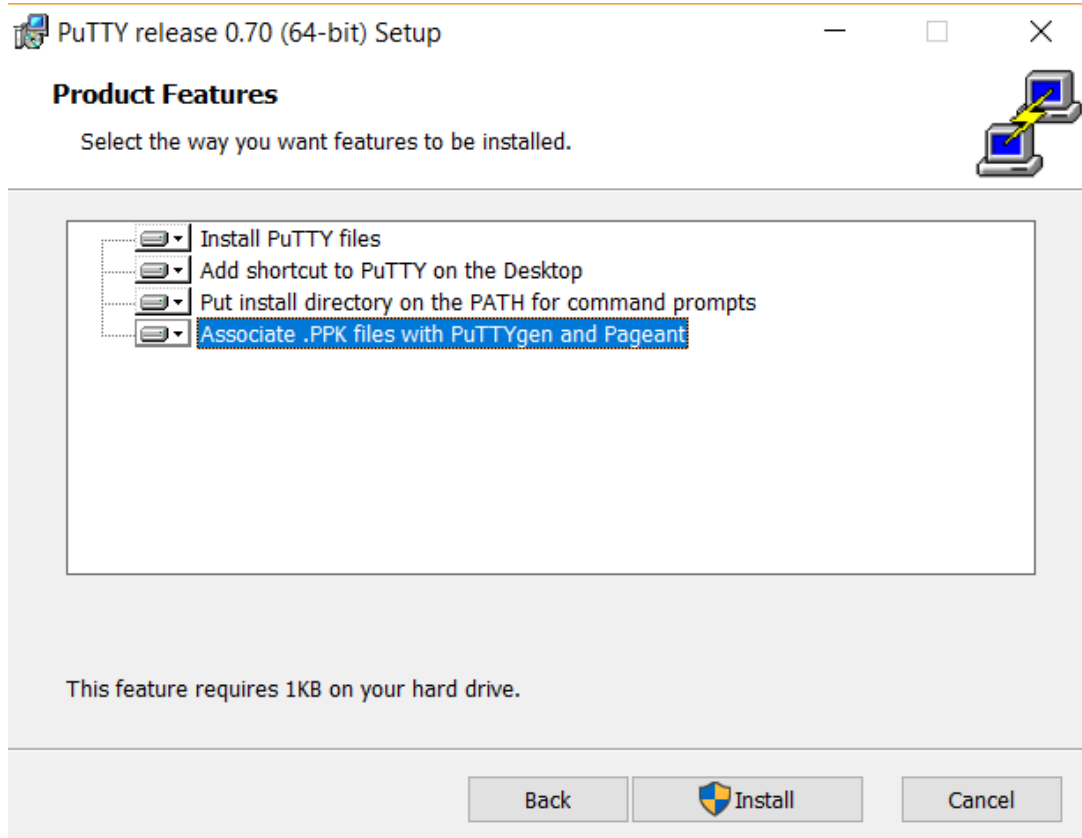 PuTTY release 0.70 (64-bit) Setup
Product Features
Select the way you want features to be installed.
Install PuTTY files
Add shortcut to PuTTY on the Desktop
Put install directory on the PATH for command prompts
Associate .PPK files with PuTTYgen and Pageant
This feature requires 1KB on your hard drive.
Back
Install
Cancel